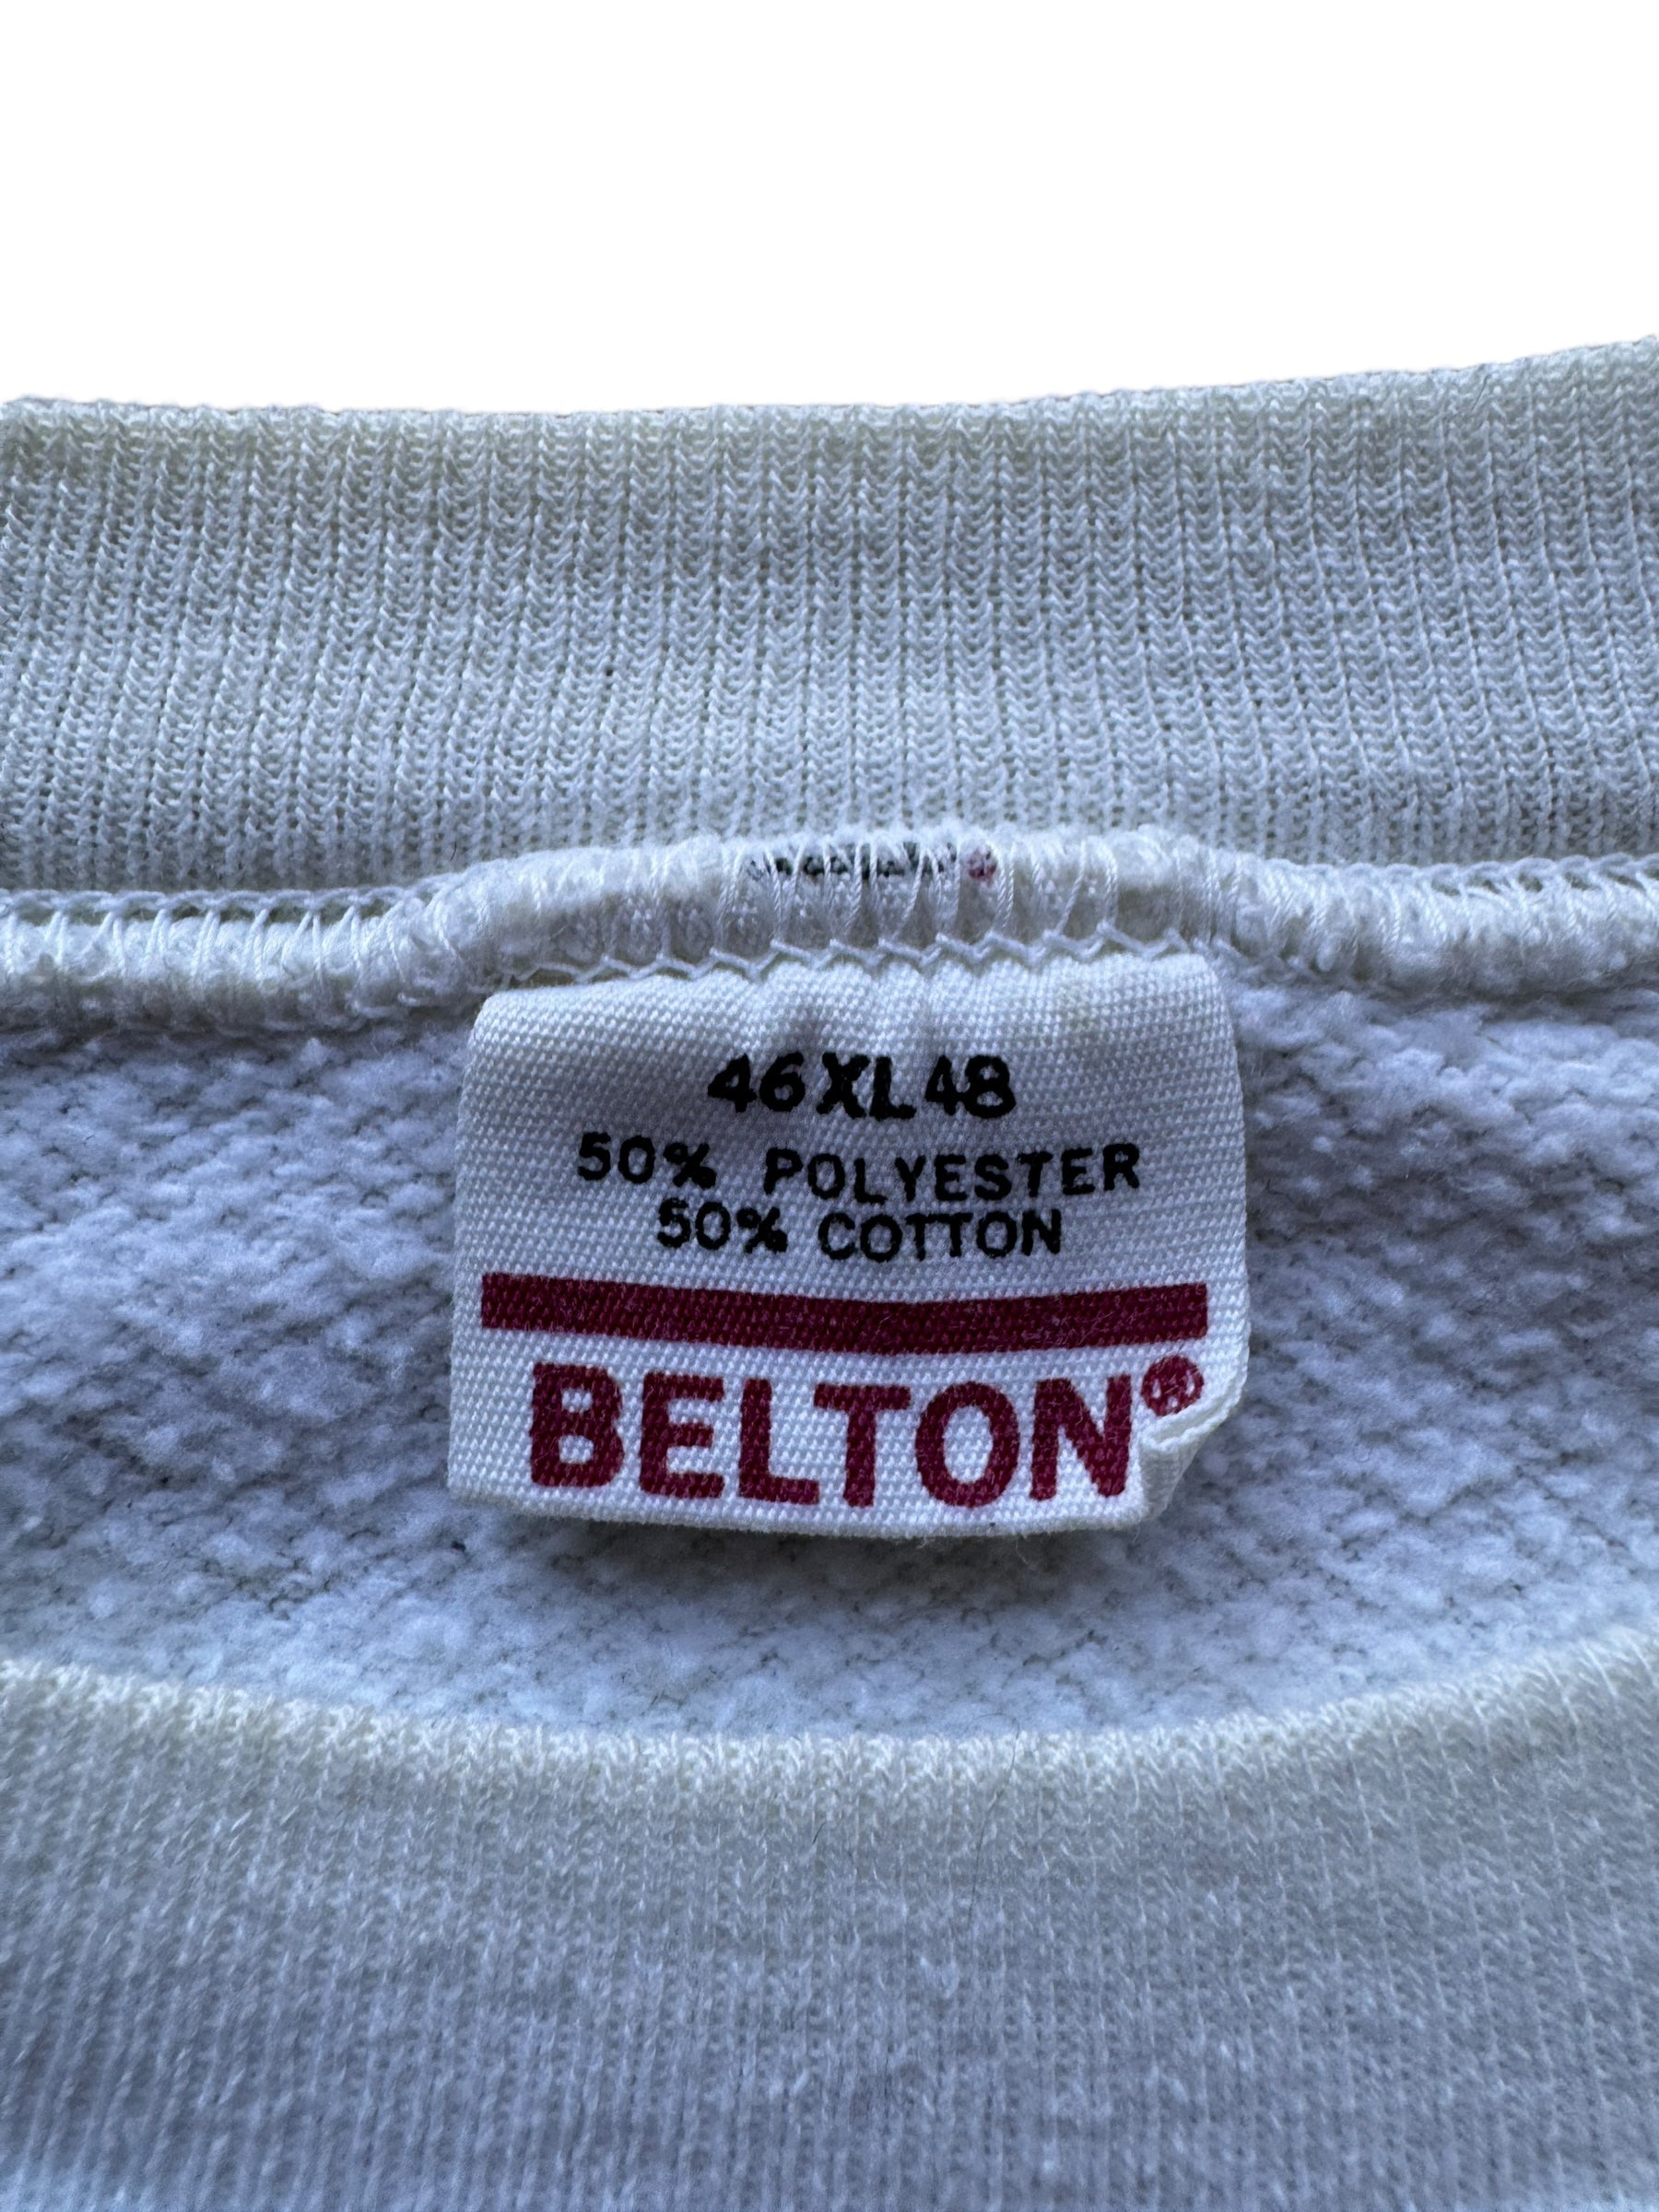 46 XL 48
50% POLYESTER
50% COTTON
BELTON®